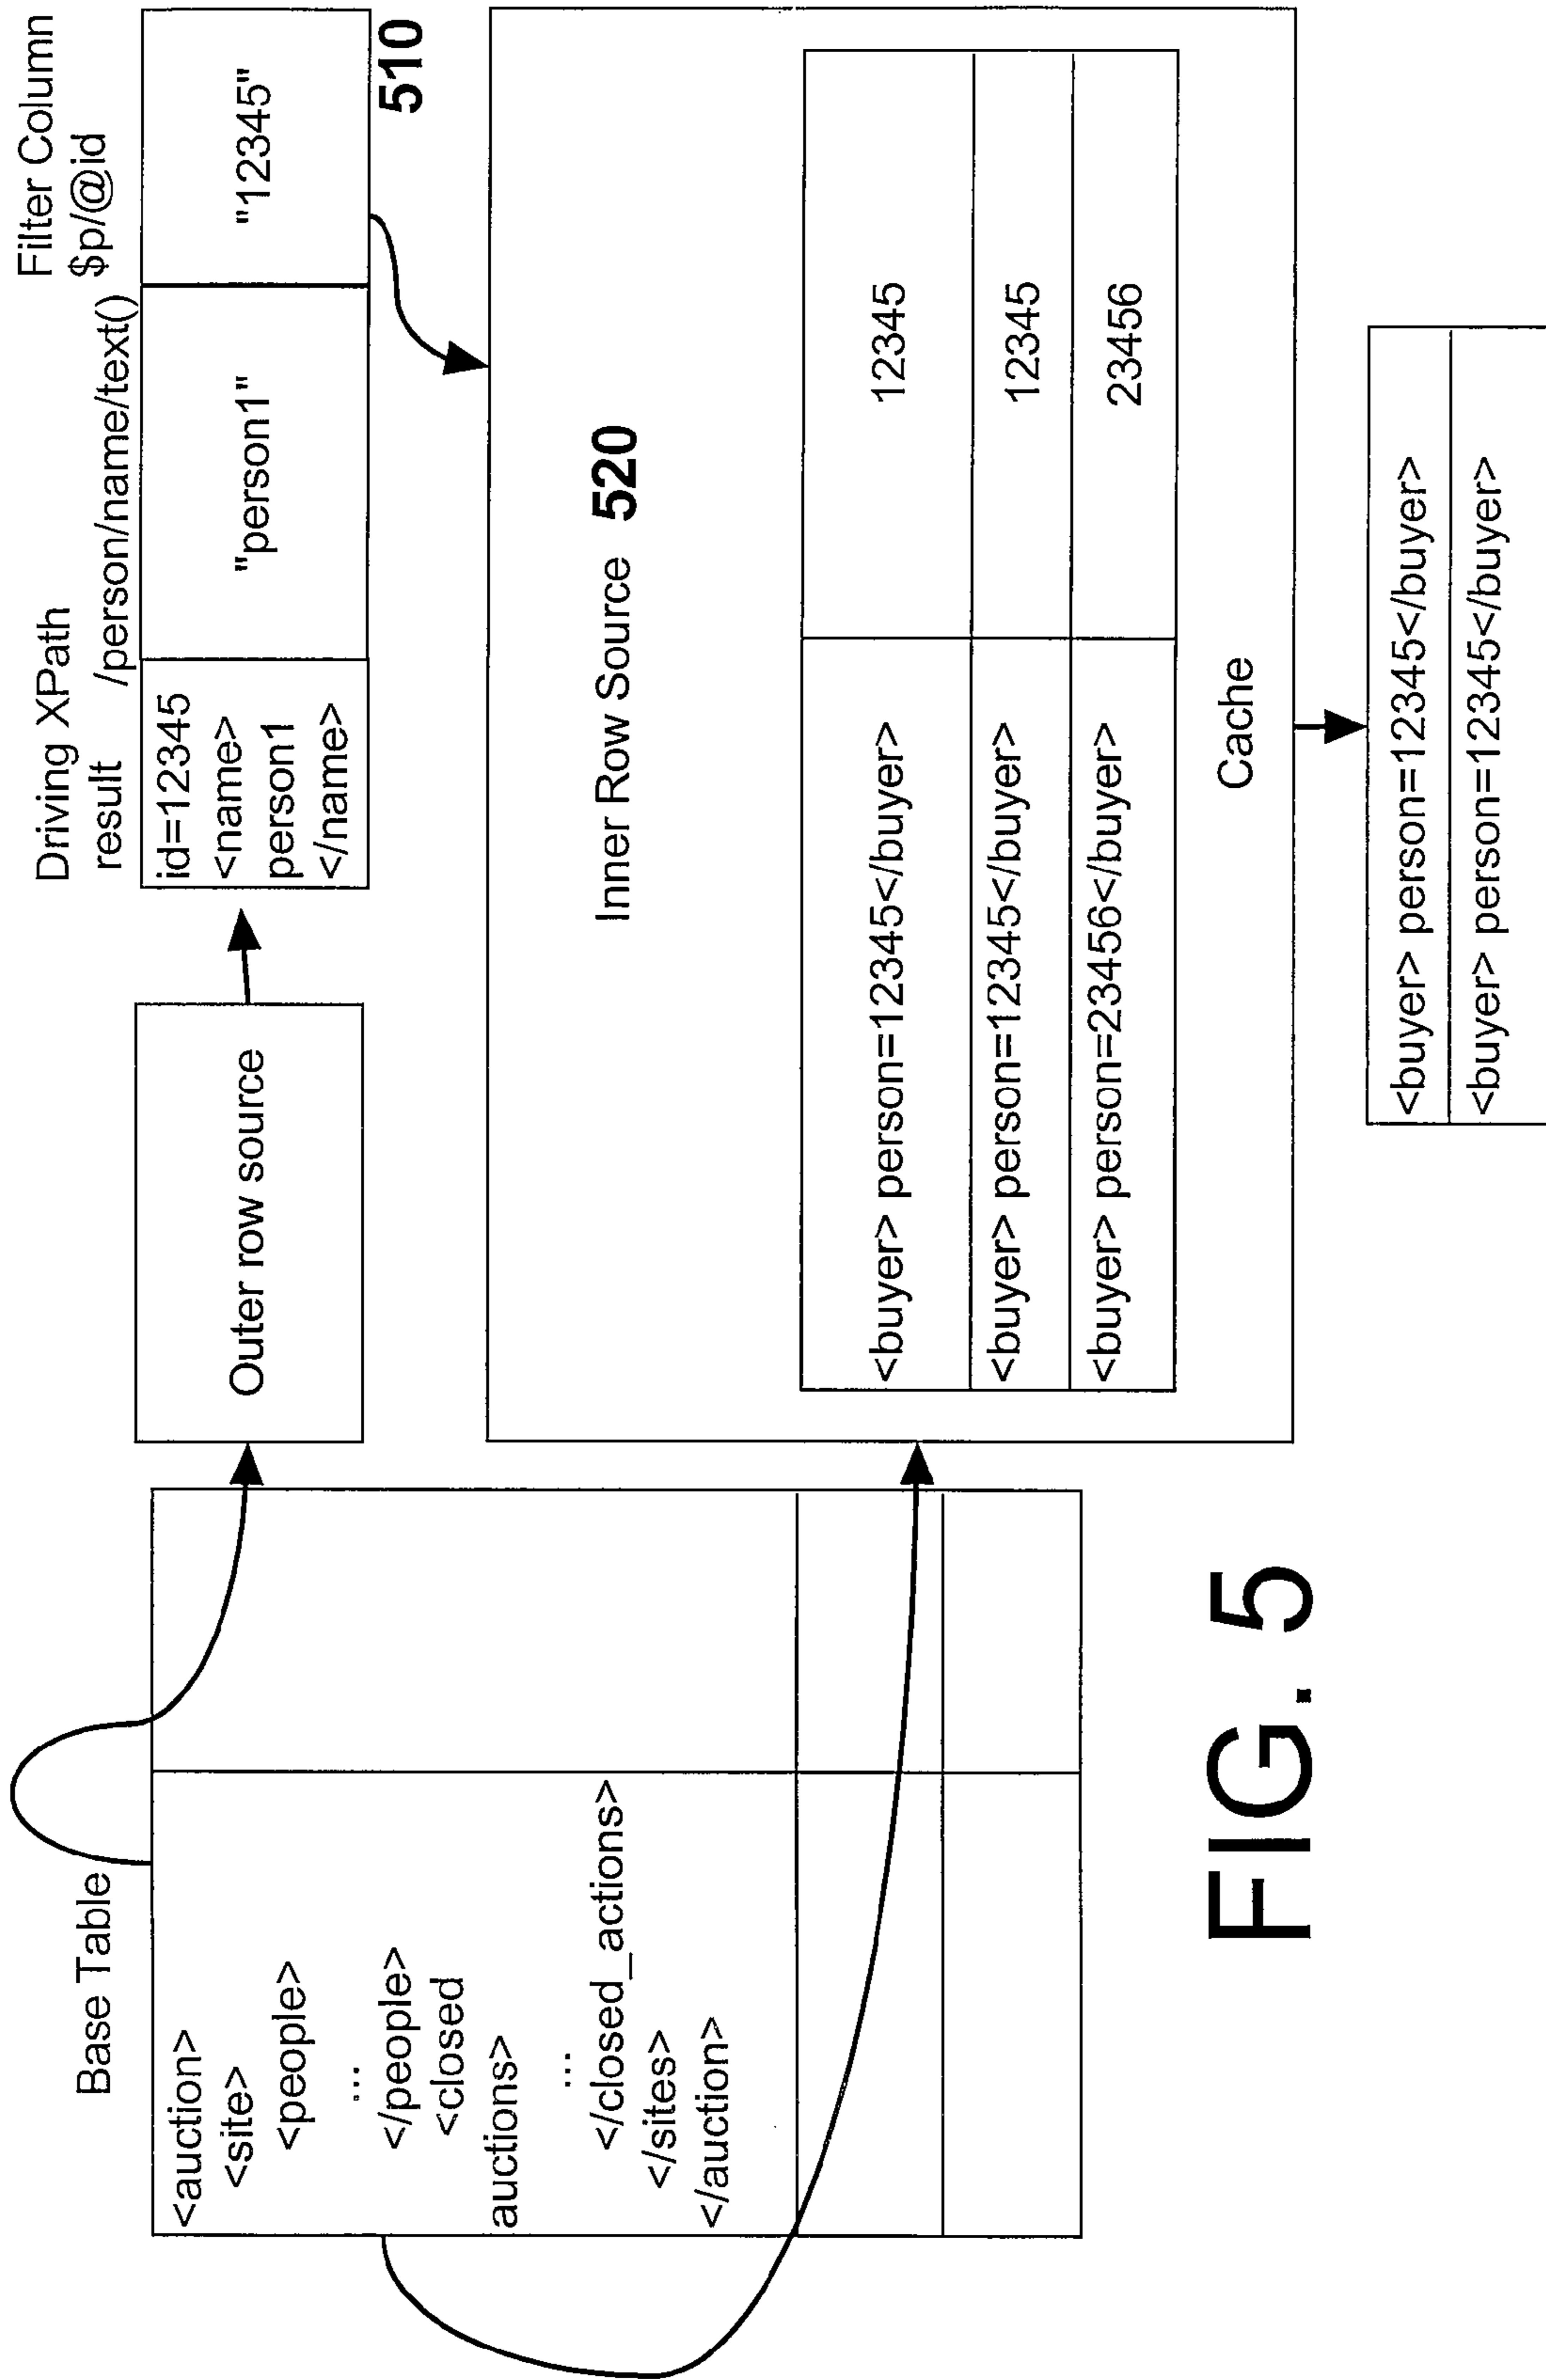 Base Table
<auction>
<site>
<people>
...
</people>
<closed
auctions>
...
</closed_actions>
</sites>
</auction>
Outer row source
Driving XPath
result
/person/name/text()
Filter Column
$p/@id
id=12345
<name>
person1
</name>
"person1"
"12345"
510
Inner Row Source 520
<buyer> person=12345</buyer>
12345
<buyer> person=12345</buyer>
12345
<buyer> person=23456</buyer>
23456
Cache
<buyer> person=12345</buyer>
<buyer> person=12345</buyer>
FIG. 5